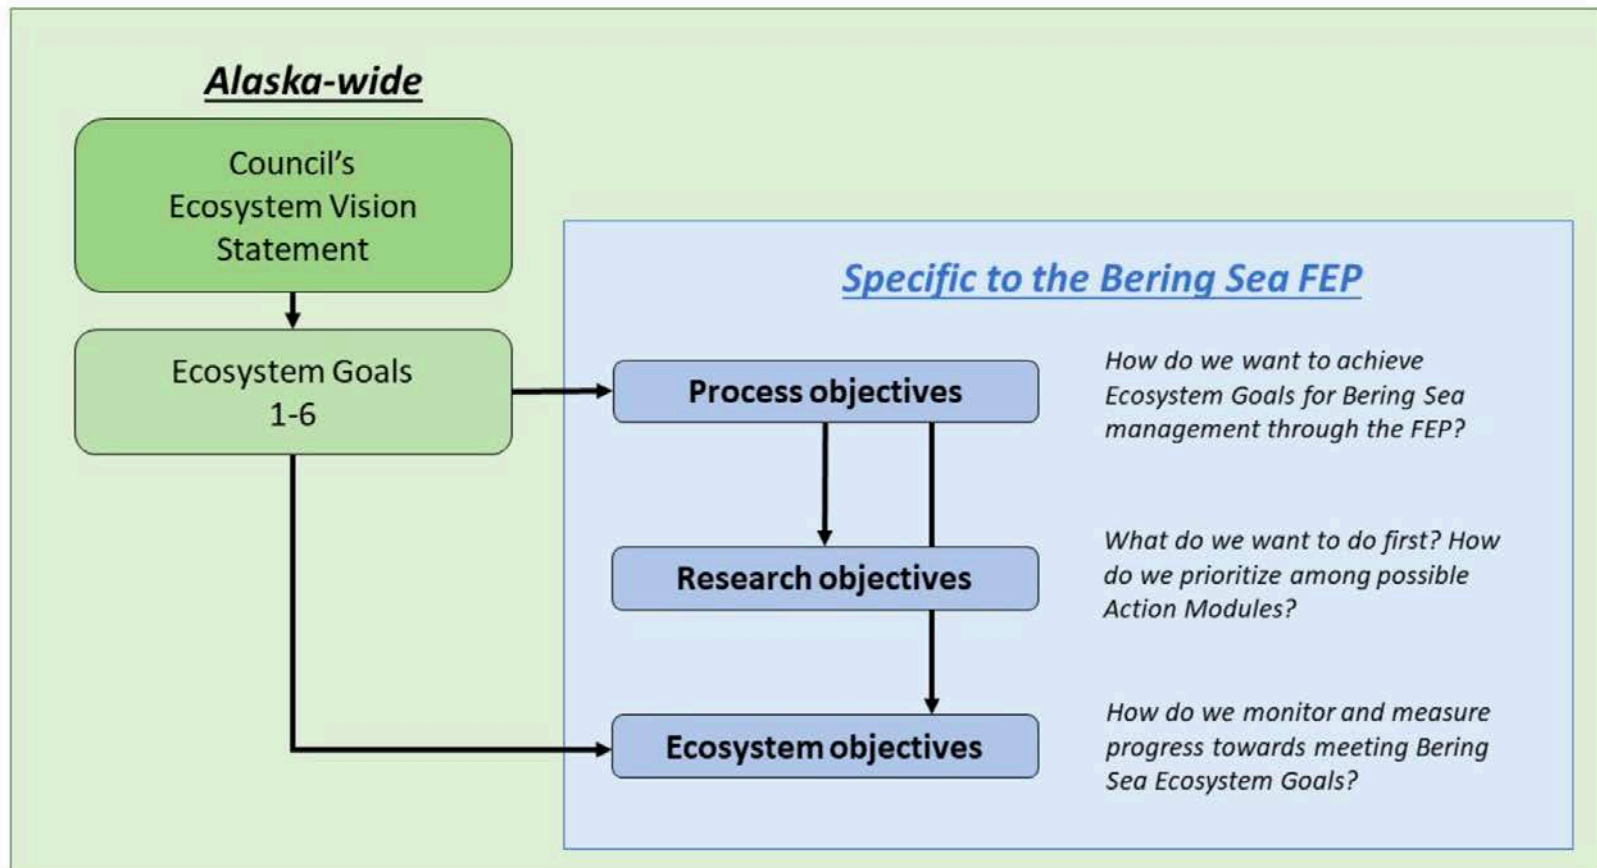 Alaska-wide
Council’s
Ecosystem Vision
Statement
Ecosystem Goals
1-6
Specific to the Bering Sea FEP
Process objectives
How do we want to achieve
Ecosystem Goals for Bering Sea
management through the FEP?
Research objectives
What do we want to do first? How
do we prioritize among possible
Action Modules?
Ecosystem objectives
How do we monitor and measure
progress towards meeting Bering
Sea Ecosystem Goals?